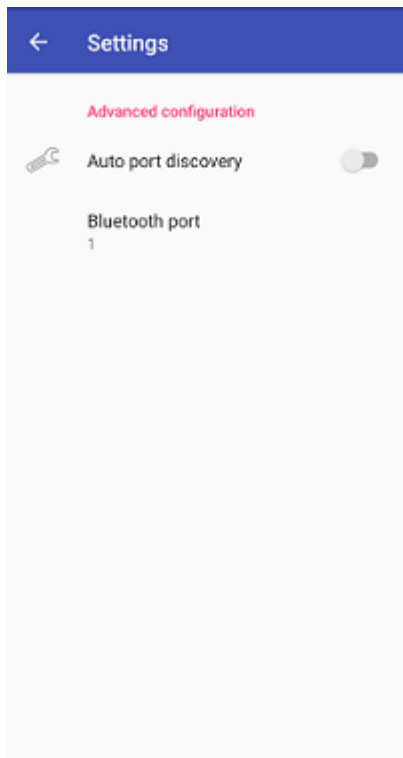 Settings
Advanced configuration
Auto port discovery
Bluetooth port
1